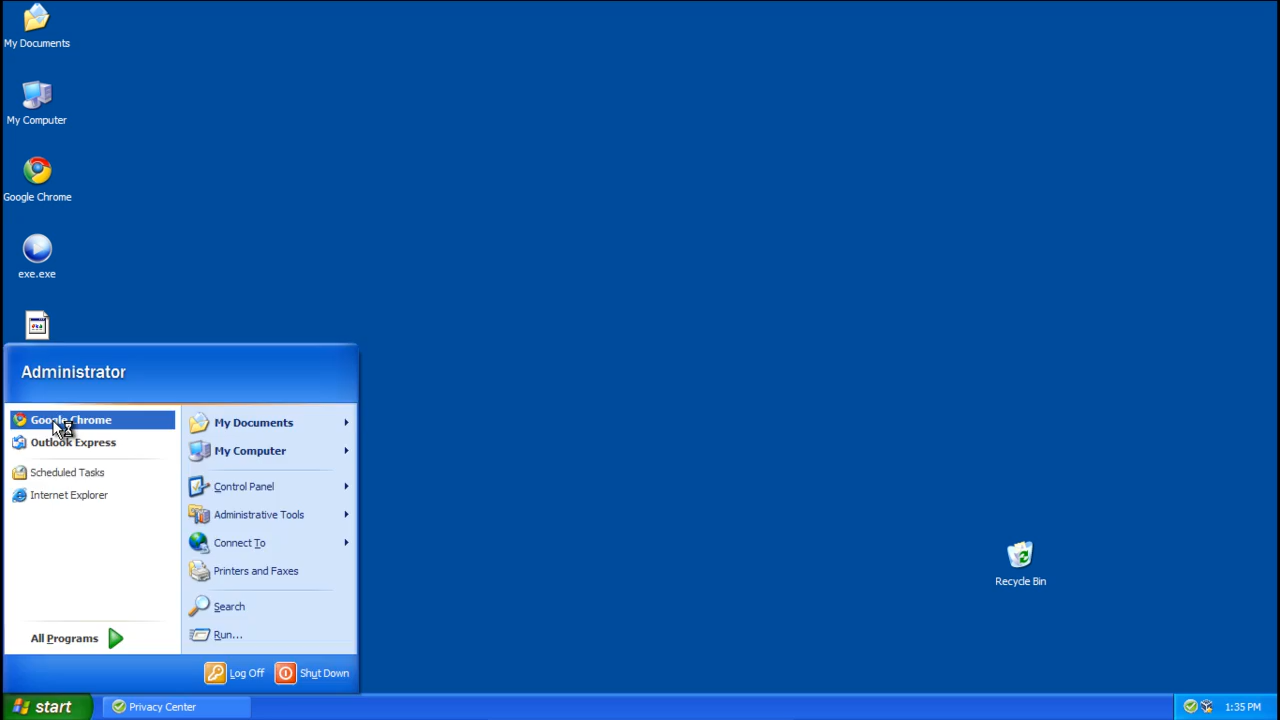 My Documents
My Computer
Google Chrome
exe.exe
Administrator
Google Chrome
Outlook Express
Scheduled Tasks
Internet Explorer
All Programs
My Documents
My Computer
Control Panel
Administrative Tools
Connect To
Printers and Faxes
Search
Run...
Log Off
Shut Down
Recycle Bin
start
Privacy Center
1:35 PM